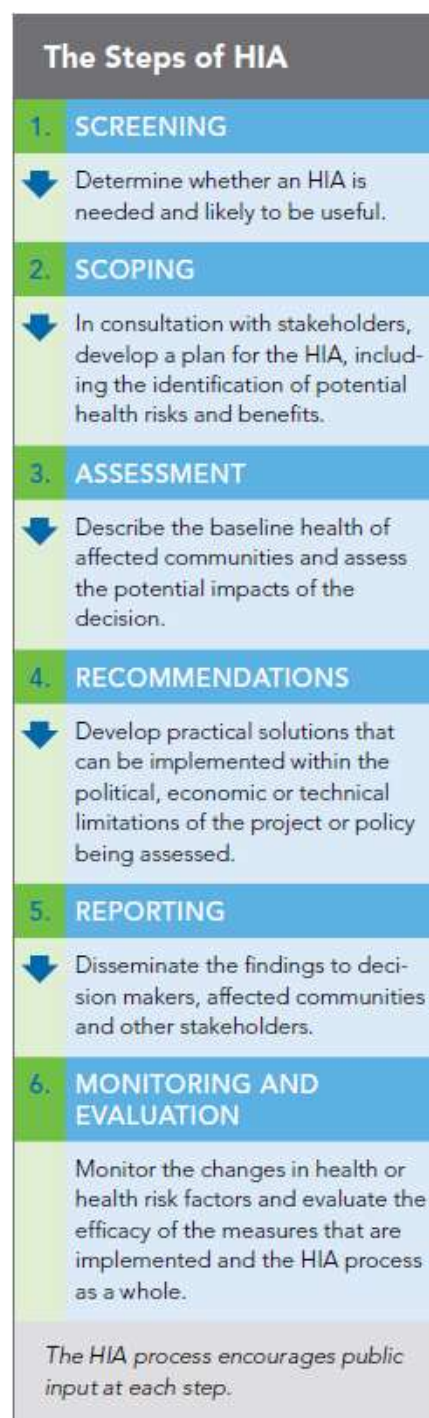 The Steps of HIA
1. SCREENING
Determine whether an HIA is
needed and likely to be useful.
2. SCOPING
In consultation with stakeholders,
develop a plan for the HIA, includ-
ing the identification of potential
health risks and benefits.
3. ASSESSMENT
Describe the baseline health of
affected communities and assess
the potential impacts of the
decision.
4. RECOMMENDATIONS
Develop practical solutions that
can be implemented within the
political, economic or technical
limitations of the project or policy
being assessed.
5. REPORTING
Disseminate the findings to deci-
sion makers, affected communities
and other stakeholders.
6. MONITORING AND
EVALUATION
Monitor the changes in health or
health risk factors and evaluate the
efficacy of the measures that are
implemented and the HIA process
as a whole.
The HIA process encourages public
input at each step.